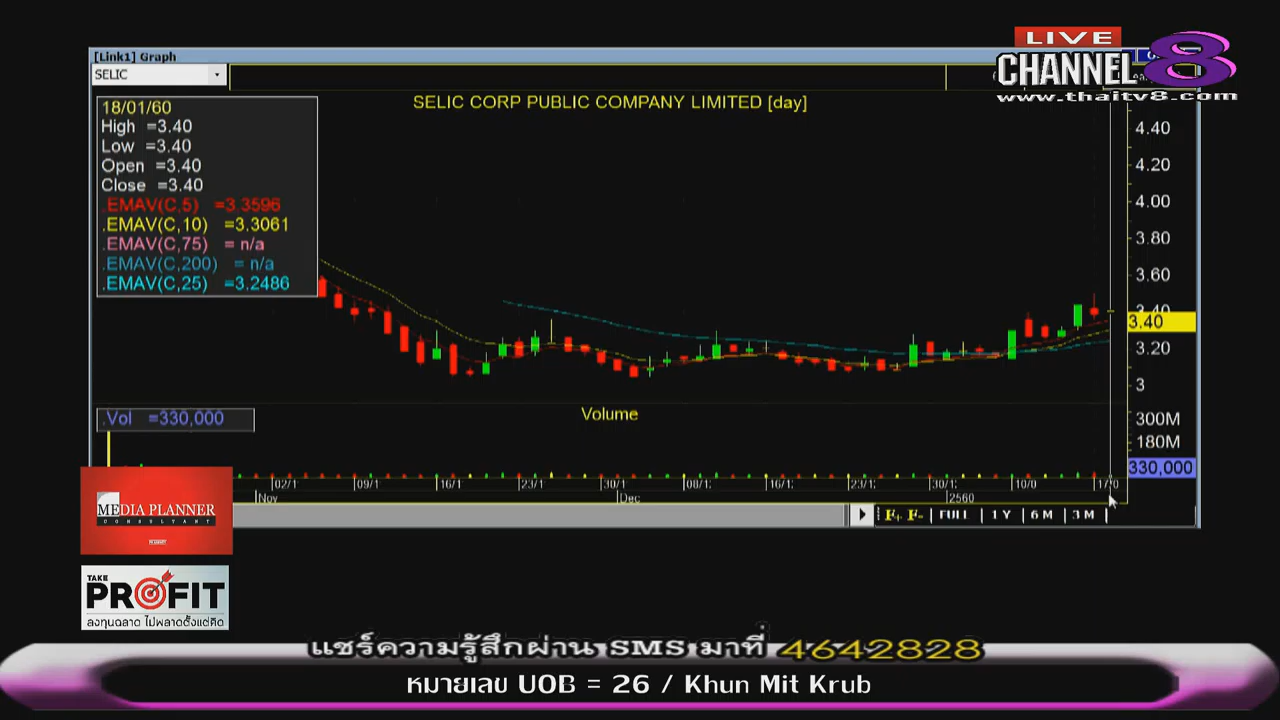 LIVE
CHANNEL 8
www.thaitv8.com
[Link1] Graph
SELIC
SELIC CORP PUBLIC COMPANY LIMITED [day]
18/01/60
High =3.40
Low =3.40
Open =3.40
Close =3.40
.EMAV(C,5) =3.3596
.EMAV(C,10) =3.3061
.EMAV(C,75) = n/a
.EMAV(C,200) = n/a
.EMAV(C,25) =3.2486
4.40
4.20
4.00
3.80
3.60
3.40
3.40
3.20
3
.Vol =330,000
Volume
300M
180M
330,000
02/1 09/1 16/1 23/1 30/1 08/1 16/1 23/1 30/1 10/0 1/10
Nov Dec 2560
F+ F- FULL 1 Y 6 M 3 M
MEDIA PLANNER
CONSULTANT
TAKE
PROFIT
ลงทุนฉลาด ไม่พลาดตั้งแต่คิด
แชร์ความรู้สึกผ่าน SMS มาที่ 4642828
หมายเลข UOB = 26 / Khun Mit Krub